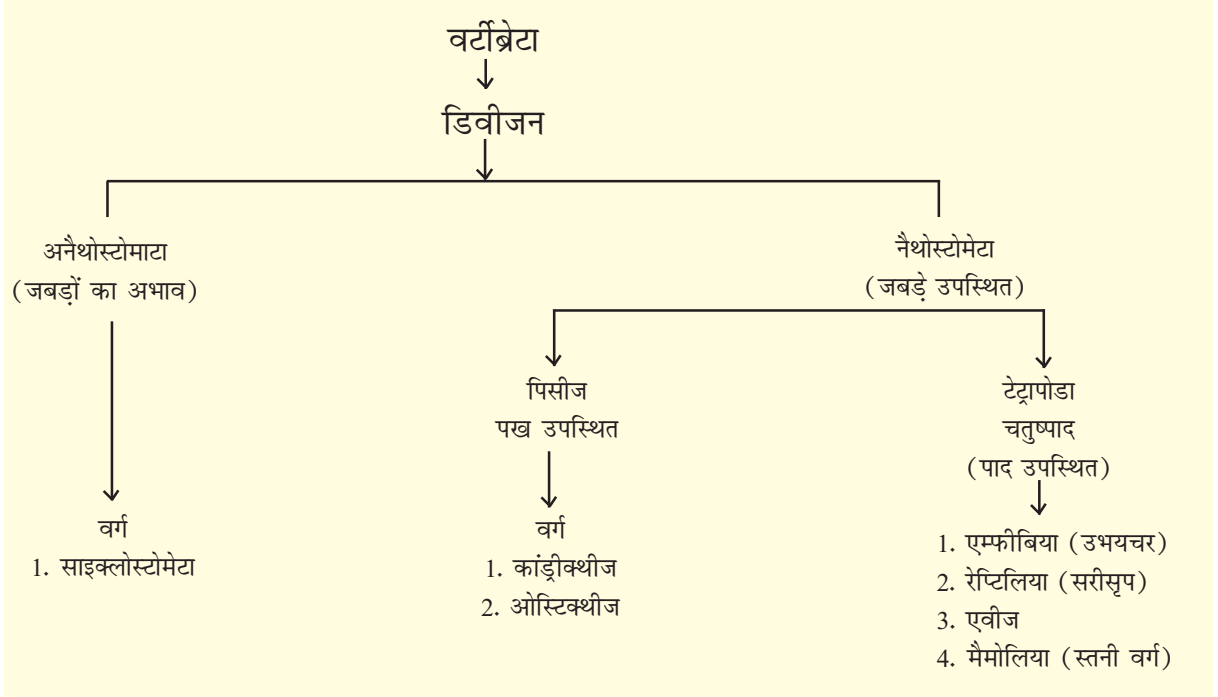 वर्टीब्रेटा
डिवीजन
अनैथोस्टोमाटा
(जबड़ों का अभाव)
नैथोस्टोमेटा
(जबड़े उपस्थित)
पिसीज
पख उपस्थित
टेट्रापोडा
चतुष्पाद
(पाद उपस्थित)
वर्ग
1. साइक्लोस्टोमेटा
वर्ग
1. कांड्रीक्थीज
2. ओस्टिक्थीज
1. एम्फीबिया (उभयचर)
2. रेप्टिलिया (सरीसृप)
3. एवीज
4. मैमोलिया (स्तनी वर्ग)